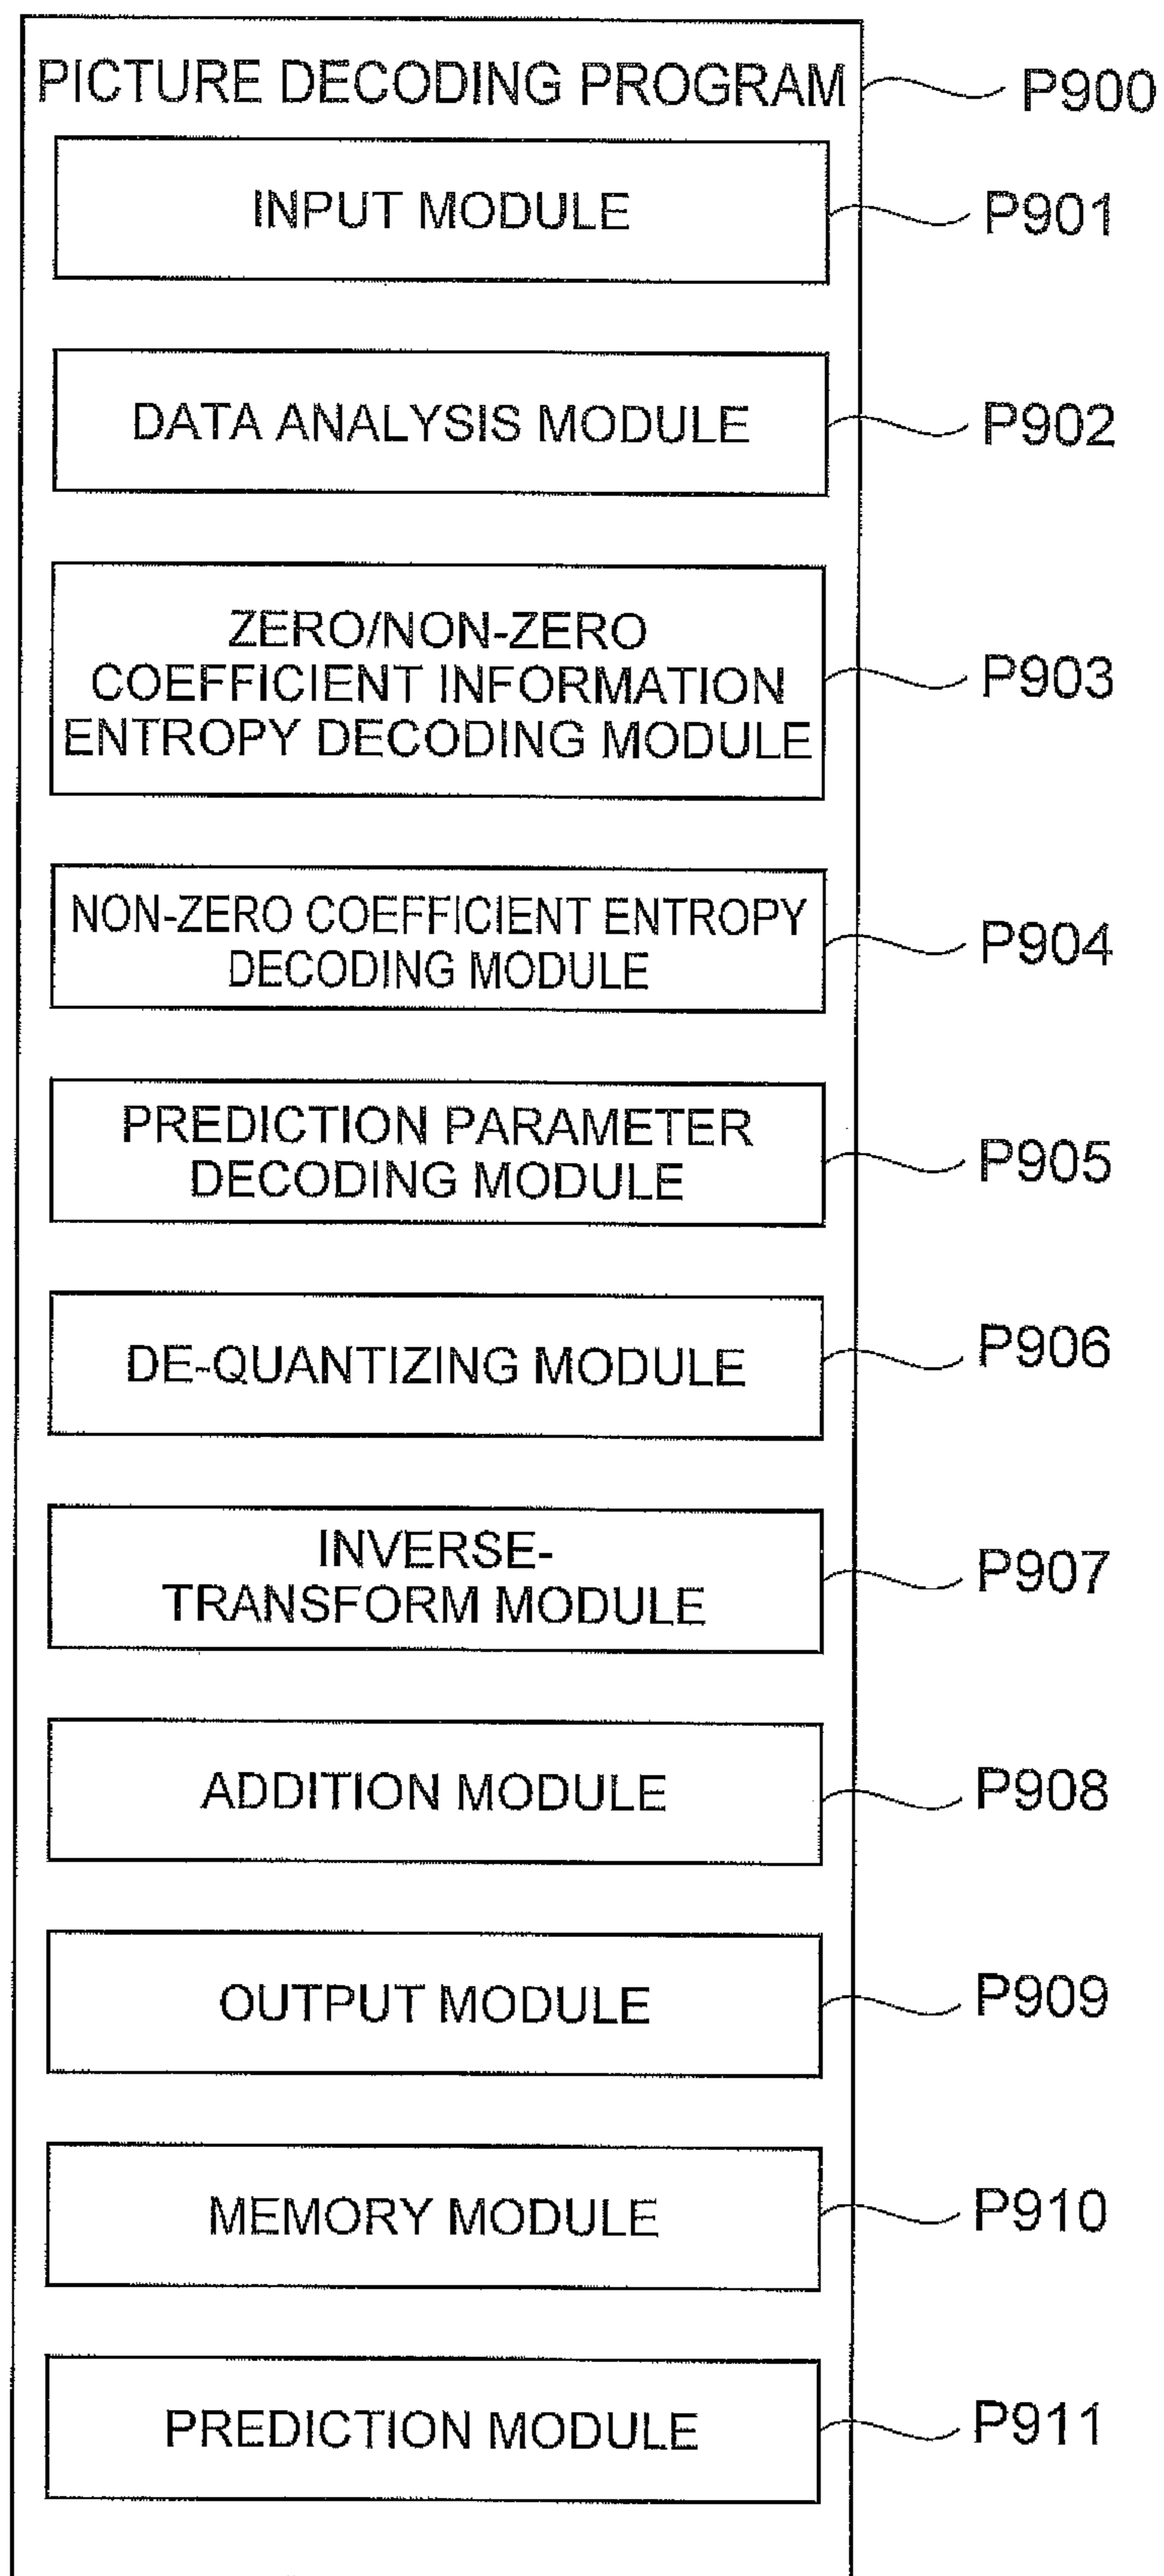 PICTURE DECODING PROGRAM P900
INPUT MODULE P901
DATA ANALYSIS MODULE P902
ZERO/NON-ZERO
COEFFICIENT INFORMATION P903
ENTROPY DECODING MODULE
NON-ZERO COEFFICIENT ENTROPY P904
DECODING MODULE
PREDICTION PARAMETER P905
DECODING MODULE
DE-QUANTIZING MODULE P906
INVERSE- P907
TRANSFORM MODULE
ADDITION MODULE P908
OUTPUT MODULE P909
MEMORY MODULE P910
PREDICTION MODULE P911